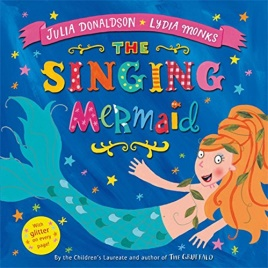 JULIA DONALDSON ★ LYDIA MONKS
THE
SINGING
Mermaid
With
glitter
on every
page!
By the Children's Laureate and author of THE GRUFFALO